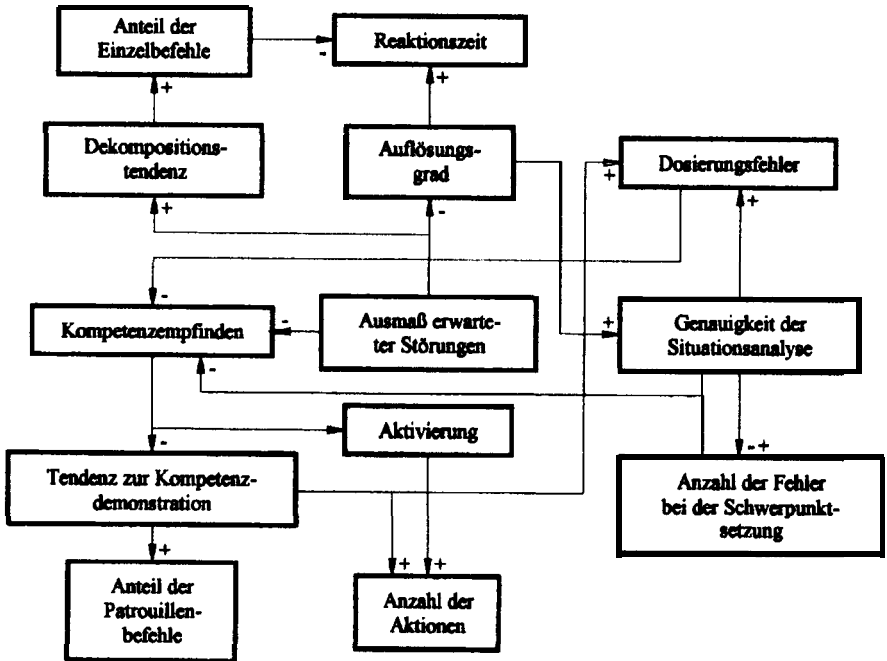 Anteil der
Einzelbefehle
-
Reaktionszeit
+
+
Dekompositions-
tendenz
Auflösungs-
grad
Dosierungsfehler
+
+
-
+
-
Kompetenzempfinden
-
Ausmaß erwarte-
ter Störungen
+
Genauigkeit der
Situationsanalyse
-
Aktivierung
-
- +
Tendenz zur Kompetenz-
demonstration
Anzahl der Fehler
bei der Schwerpunkt-
setzung
+
+
+
Anteil der
Patrouillen-
befehle
Anzahl der
Aktionen